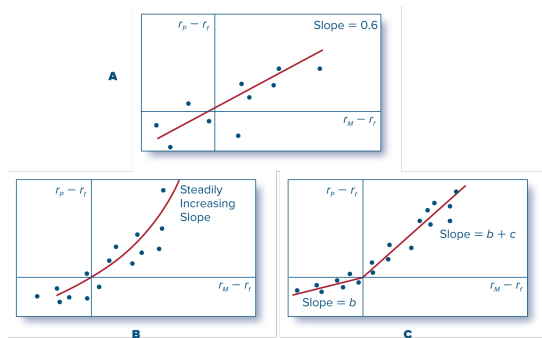 r_P − r_f
Slope = 0.6
A
r_M − r_f
r_P − r_f
Steadily
Increasing
Slope
r_M − r_f
B
r_P − r_f
Slope = b + c
r_M − r_f
Slope = b
C